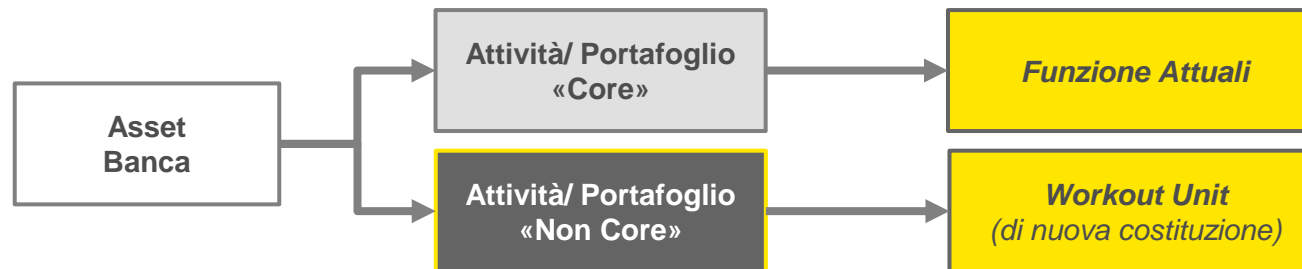 Asset
Banca
Attività/ Portafoglio
«Core»
Funzione Attuali
Attività/ Portafoglio
«Non Core»
Workout Unit
(di nuova costituzione)